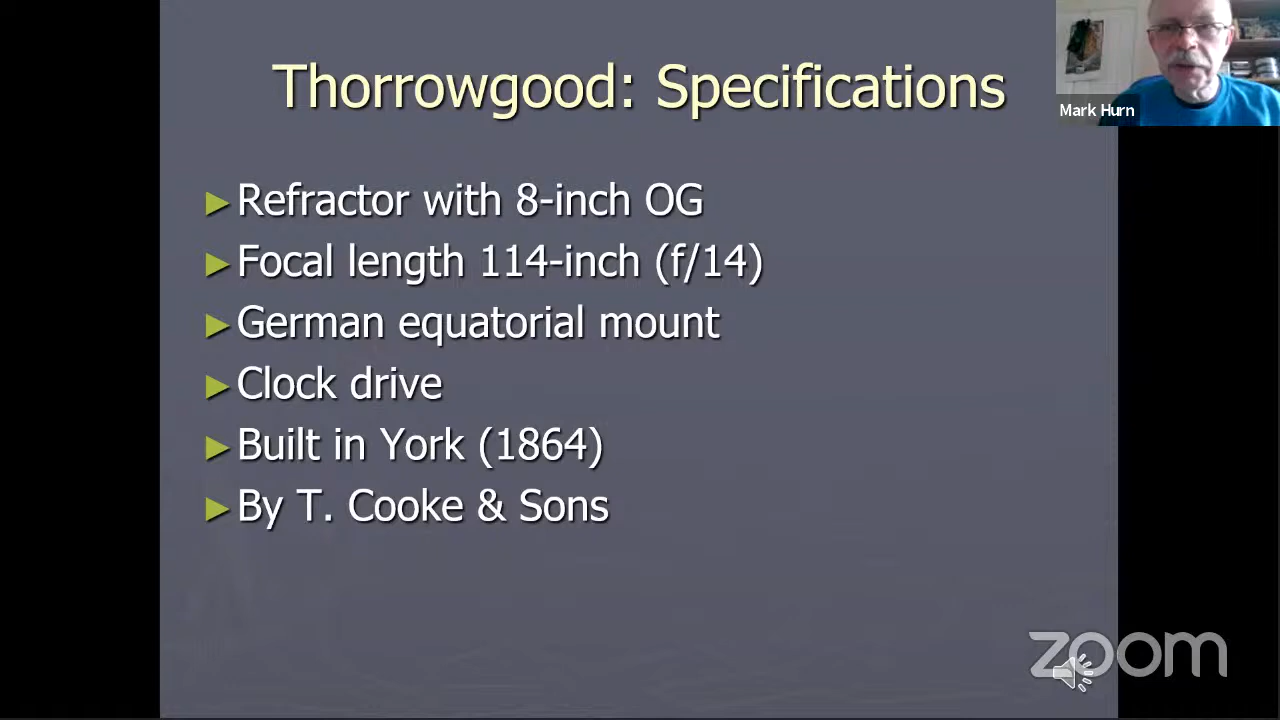 Thorrowgood: Specifications
Mark Hurn
►Refractor with 8-inch OG
►Focal length 114-inch (f/14)
►German equatorial mount
►Clock drive
►Built in York (1864)
►By T. Cooke & Sons
zoom